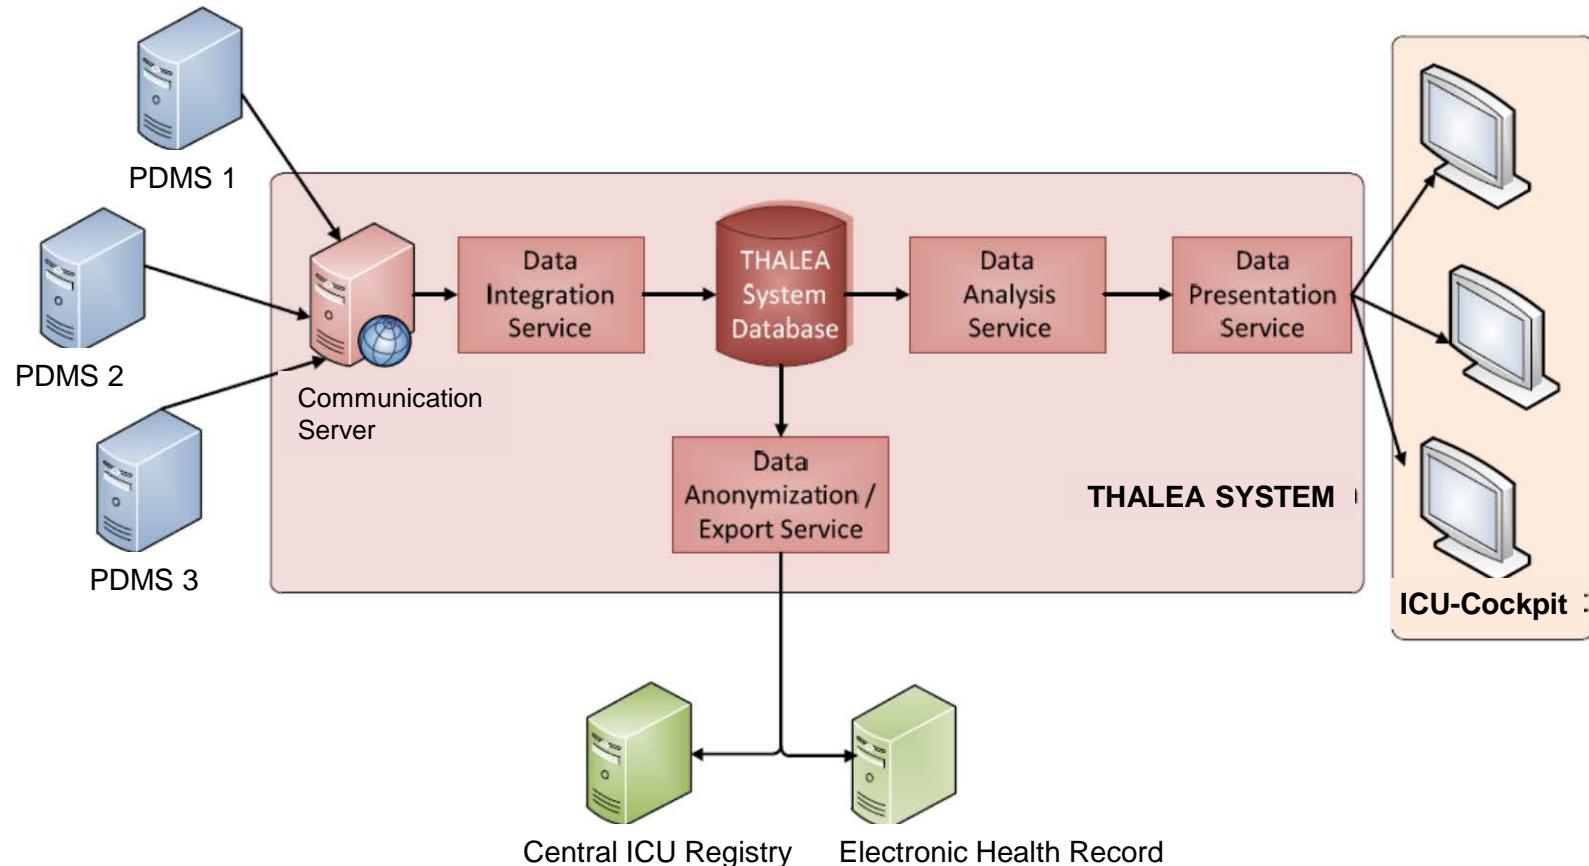 PDMS 1
PDMS 2
PDMS 3
Communication
Server
Data
Integration
Service
THALEA
System
Database
Data
Analysis
Service
Data
Presentation
Service
Data
Anonymization /
Export Service
THALEA SYSTEM
ICU-Cockpit
Central ICU Registry
Electronic Health Record